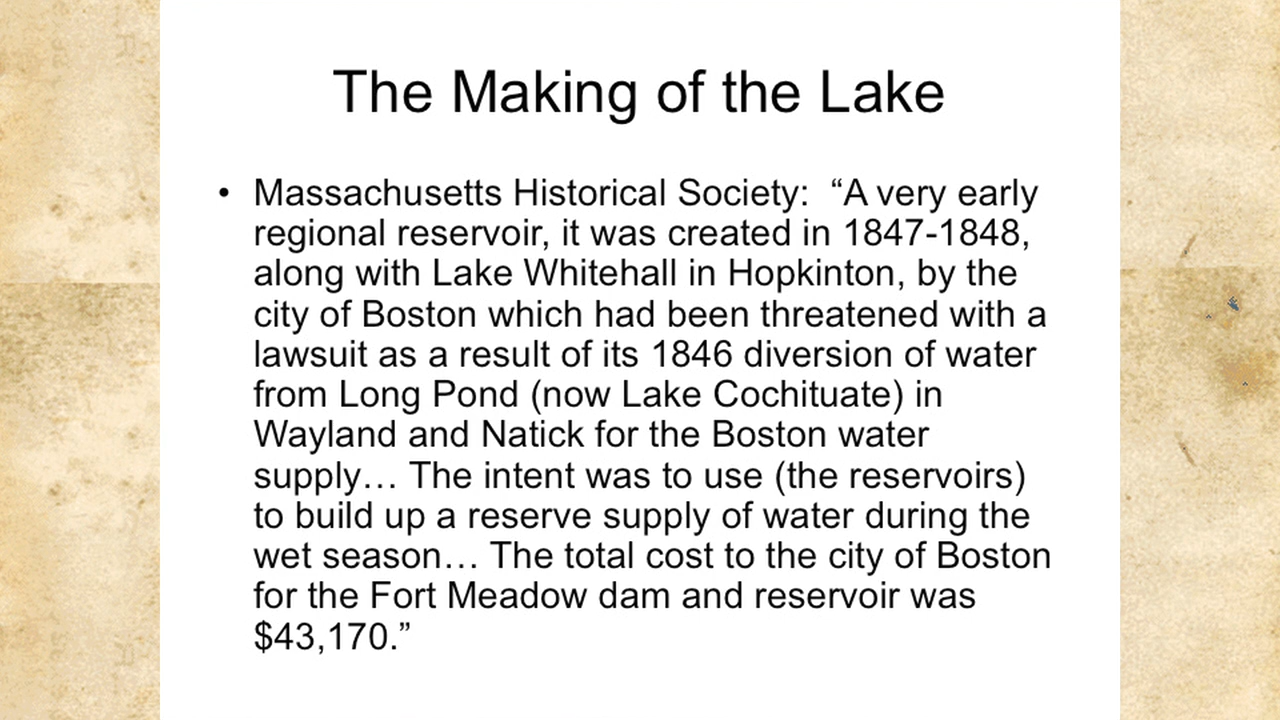 The Making of the Lake
• Massachusetts Historical Society:  “A very early
regional reservoir, it was created in 1847-1848,
along with Lake Whitehall in Hopkinton, by the
city of Boston which had been threatened with a
lawsuit as a result of its 1846 diversion of water
from Long Pond (now Lake Cochituate) in
Wayland and Natick for the Boston water
supply… The intent was to use (the reservoirs)
to build up a reserve supply of water during the
wet season… The total cost to the city of Boston
for the Fort Meadow dam and reservoir was
$43,170.”